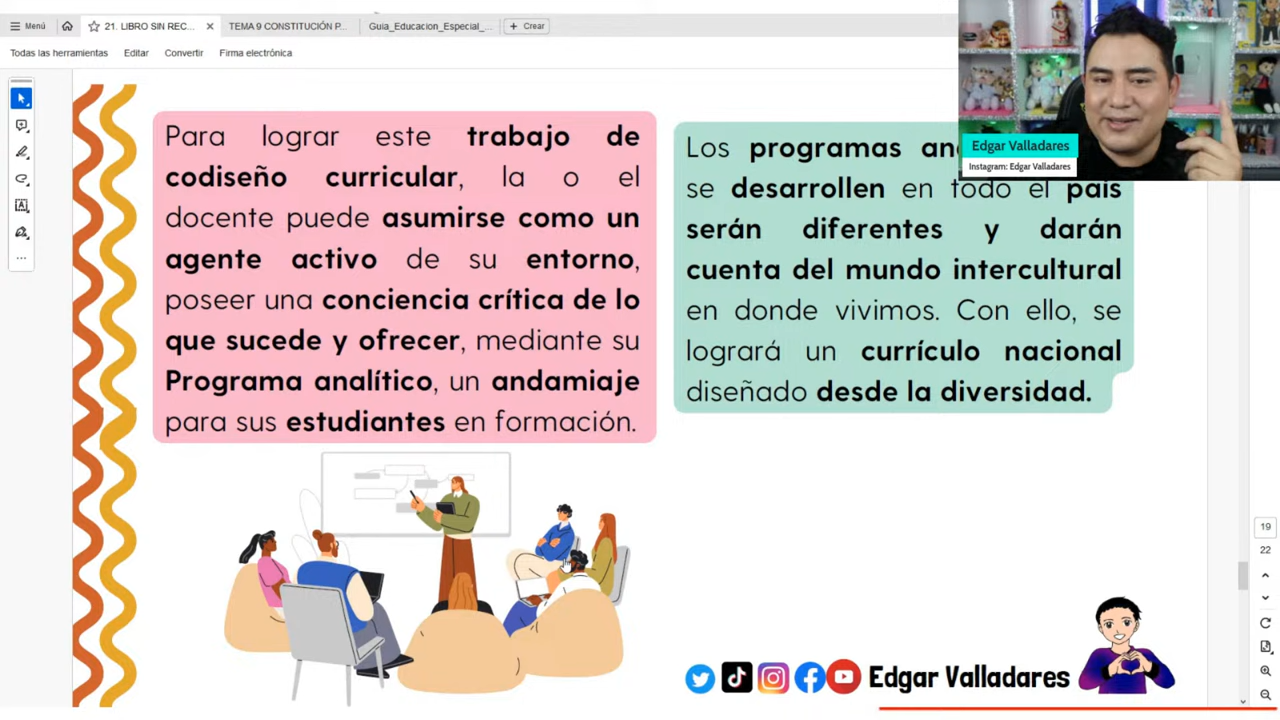 Menú
21. LIBRO SIN REC...
TEMA 9 CONSTITUCIÓN P...
Guia_Educacion_Especial_...
Crear
Todas las herramientas
Editar
Convertir
Firma electrónica
Para lograr este trabajo de
codiseño curricular, la o el
docente puede asumirse como un
agente activo de su entorno,
poseer una conciencia crítica de lo
que sucede y ofrecer, mediante su
Programa analítico, un andamiaje
para sus estudiantes en formación.
Los programas
se desarrollen en todo el país
serán diferentes y darán
cuenta del mundo intercultural
en donde vivimos. Con ello, se
logrará un currículo nacional
diseñado desde la diversidad.
Edgar Valladares
Instagram: Edgar Valladares
19
22
Edgar Valladares